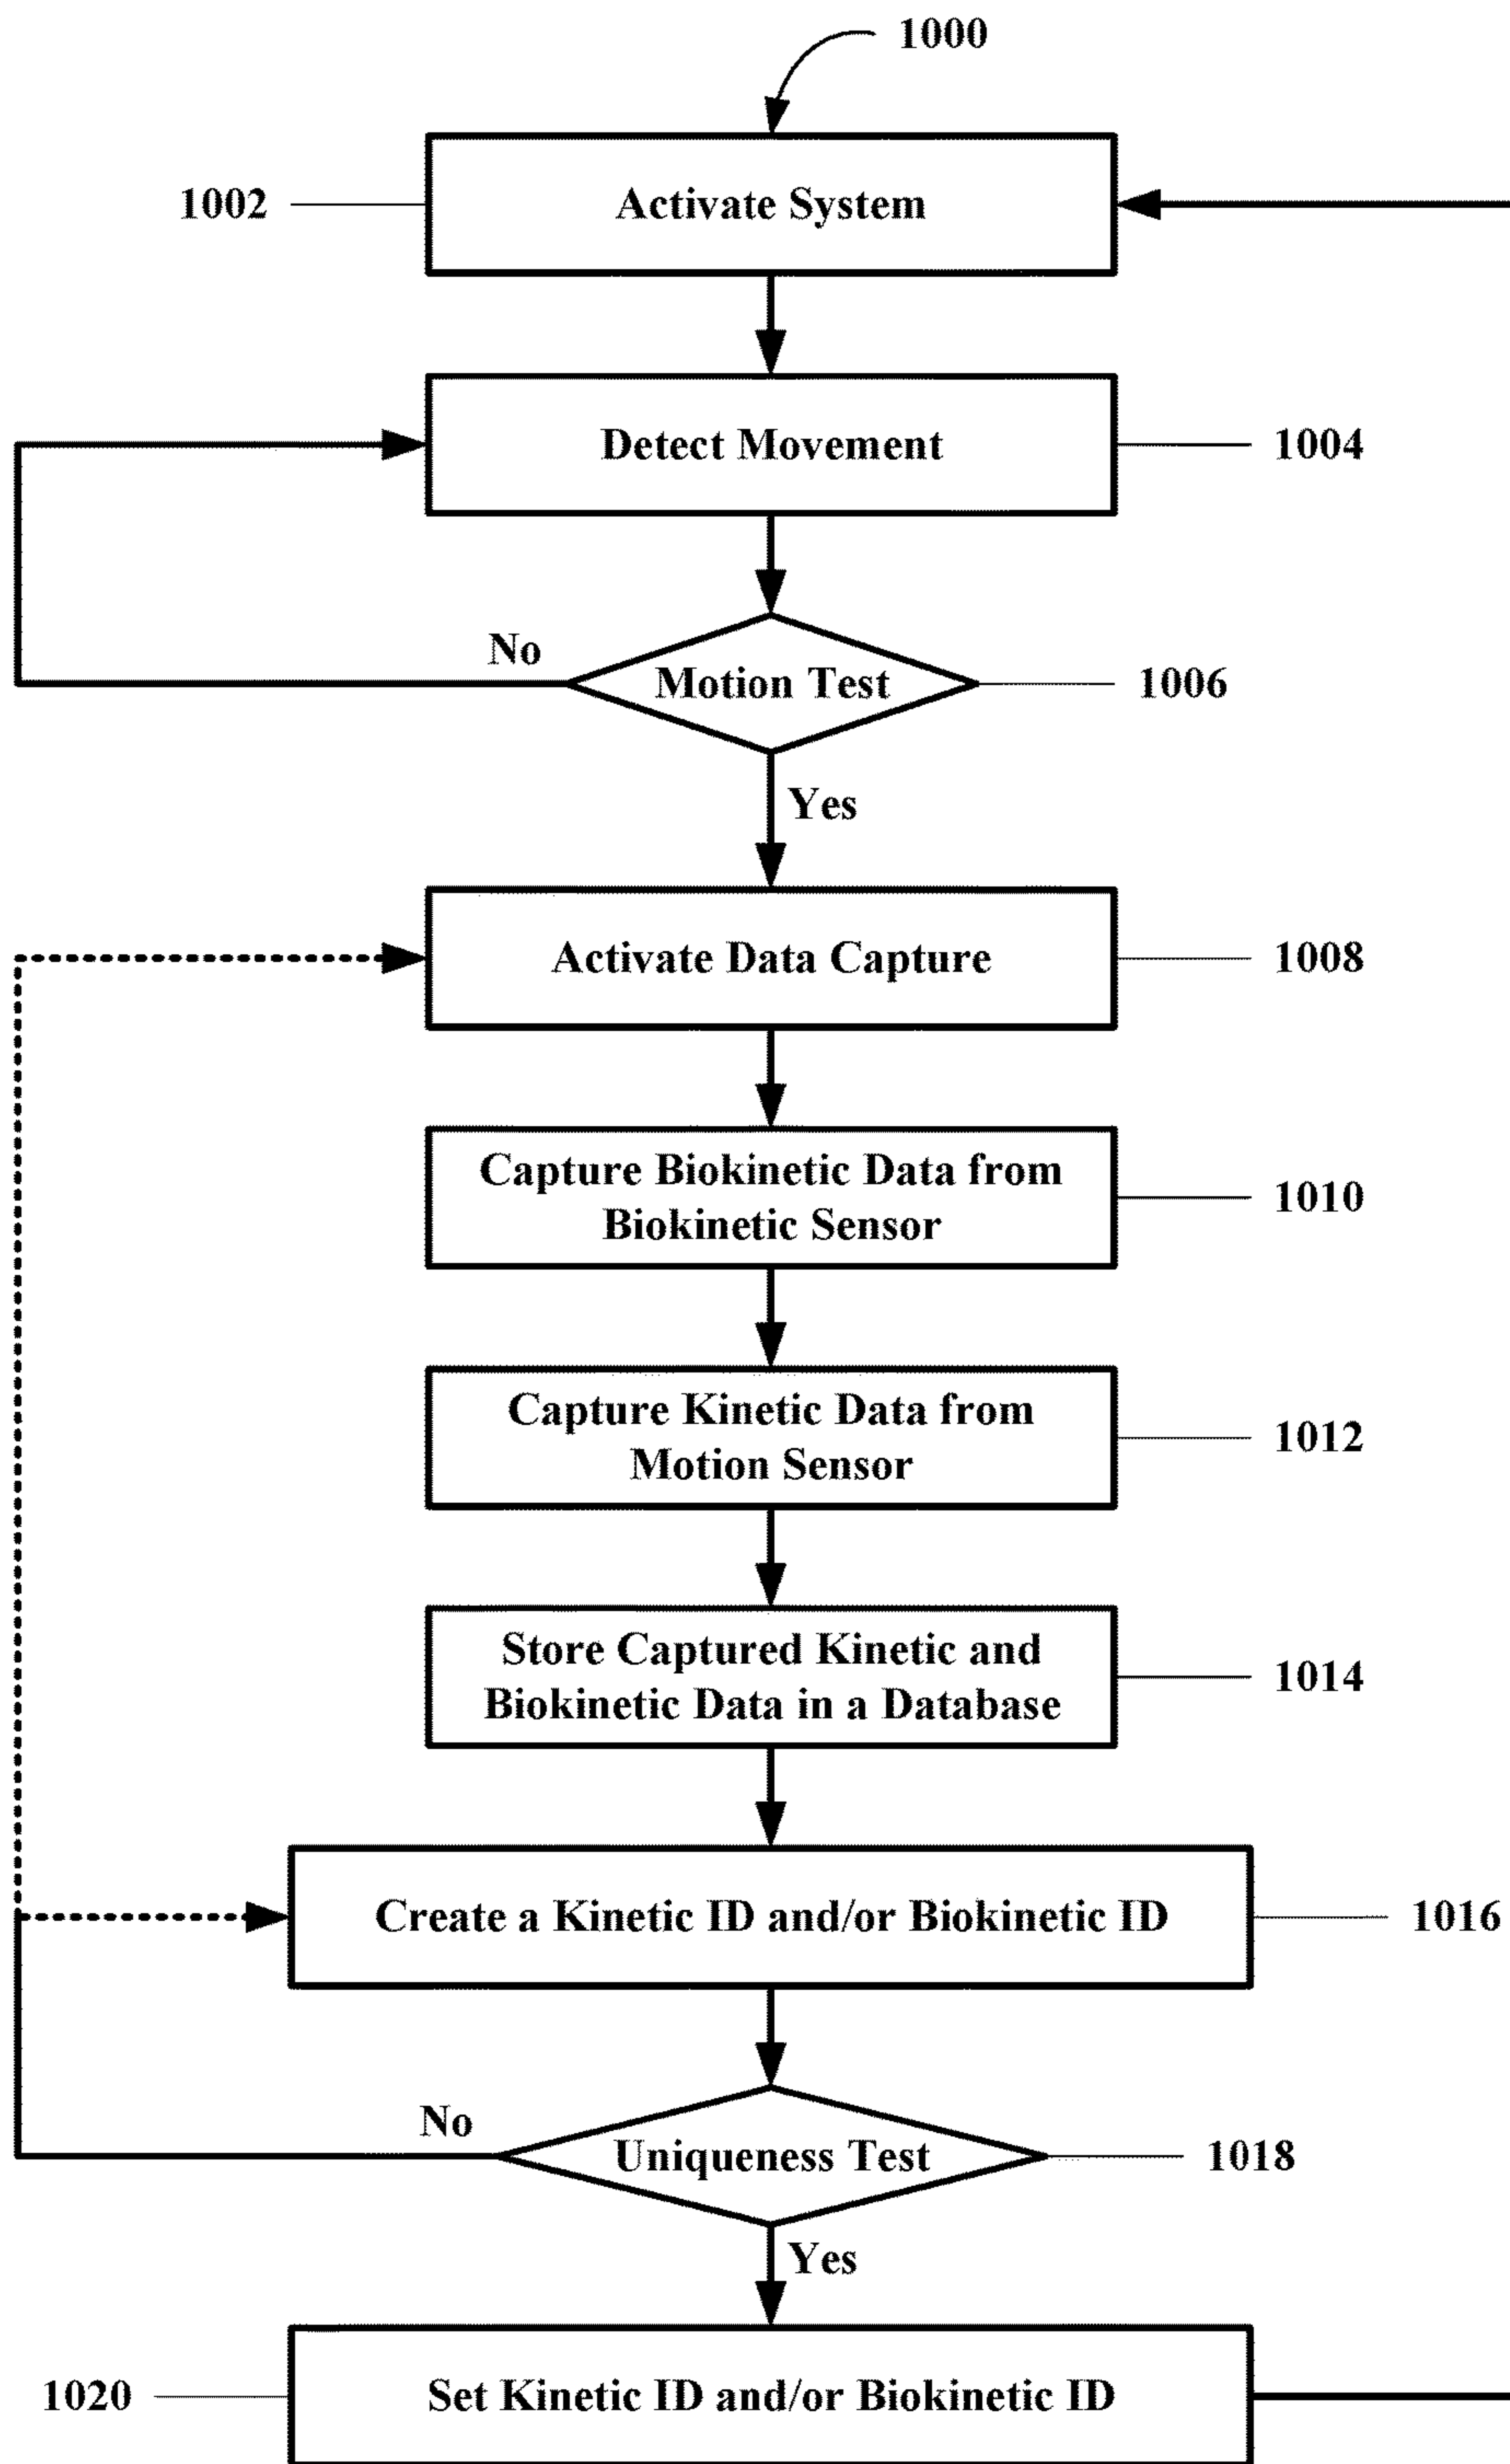 1000
1002
Activate System
Detect Movement
1004
No
Motion Test
1006
Yes
Activate Data Capture
1008
Capture Biokinetic Data from
Biokinetic Sensor
1010
Capture Kinetic Data from
Motion Sensor
1012
Store Captured Kinetic and
Biokinetic Data in a Database
1014
Create a Kinetic ID and/or Biokinetic ID
1016
No
Uniqueness Test
1018
Yes
1020
Set Kinetic ID and/or Biokinetic ID